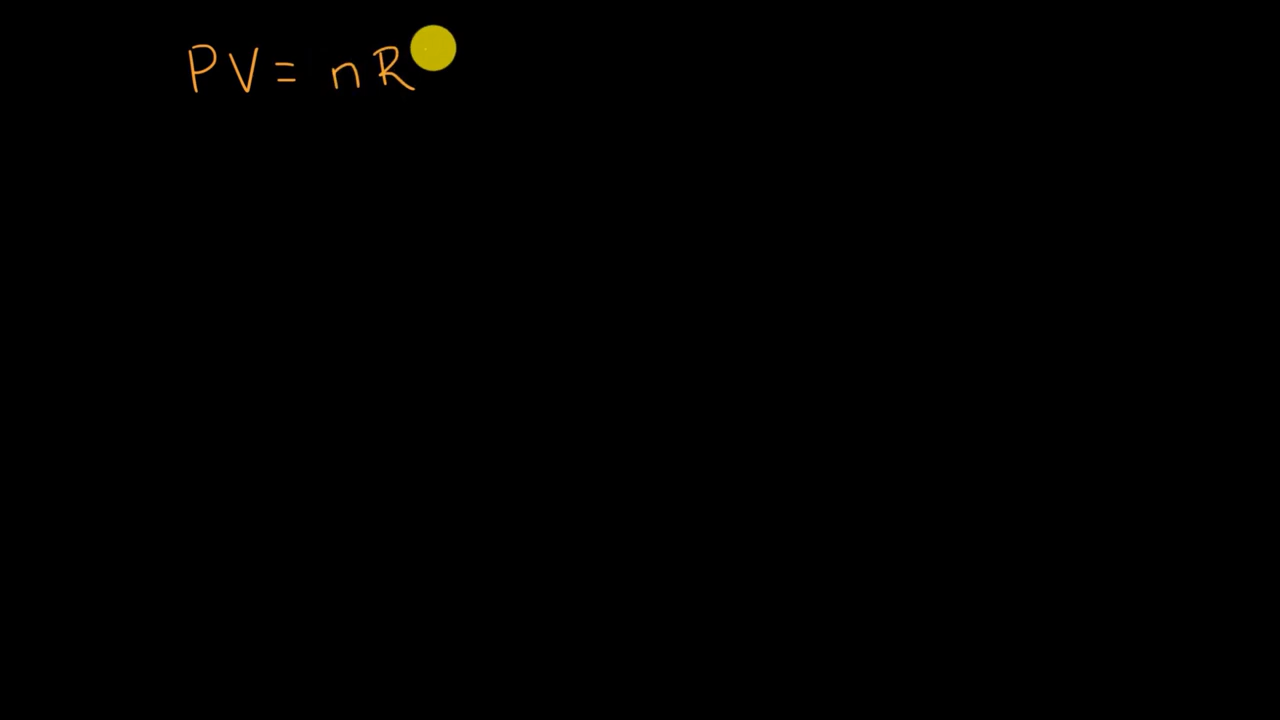 PV = nR